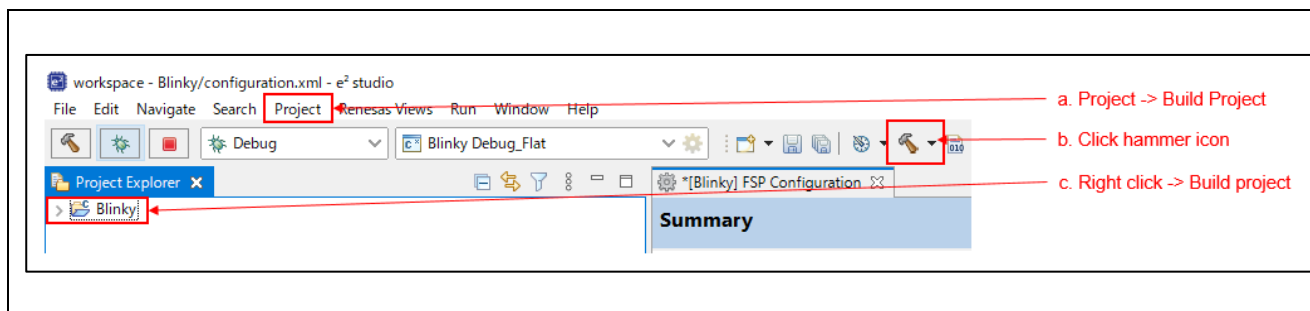 workspace - Blinky/configuration.xml - e² studio
File Edit Navigate Search Project Renesas Views Run Window Help
a. Project -> Build Project
Debug
Blinky Debug_Flat
010
b. Click hammer icon
Project Explorer
*[Blinky] FSP Configuration
c. Right click -> Build project
Blinky
Summary